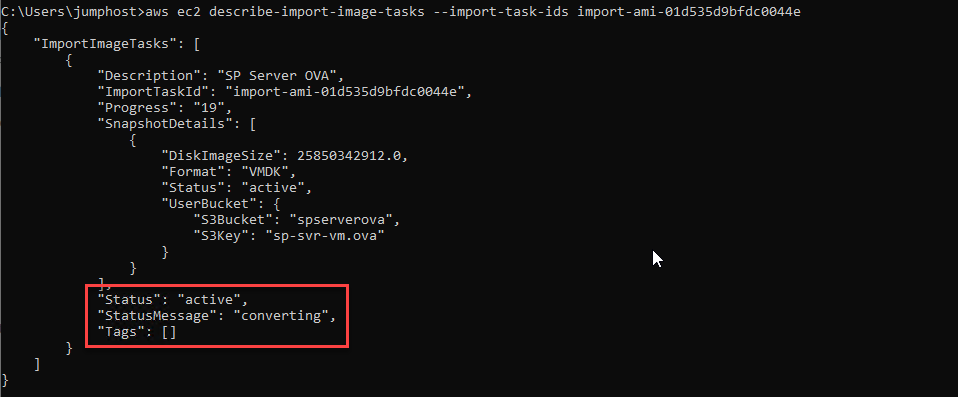 C:\Users\jumphost>aws ec2 describe-import-image-tasks --import-task-ids import-ami-01d535d9bfdc0044e
{
    "ImportImageTasks": [
        {
            "Description": "SP Server OVA",
            "ImportTaskId": "import-ami-01d535d9bfdc0044e",
            "Progress": "19",
            "SnapshotDetails": [
                {
                    "DiskImageSize": 25850342912.0,
                    "Format": "VMDK",
                    "Status": "active",
                    "UserBucket": {
                        "S3Bucket": "spserverova",
                        "S3Key": "sp-svr-vm.ova"
                    }
                }
            ],
            "Status": "active",
            "StatusMessage": "converting",
            "Tags": []
        }
    ]
}